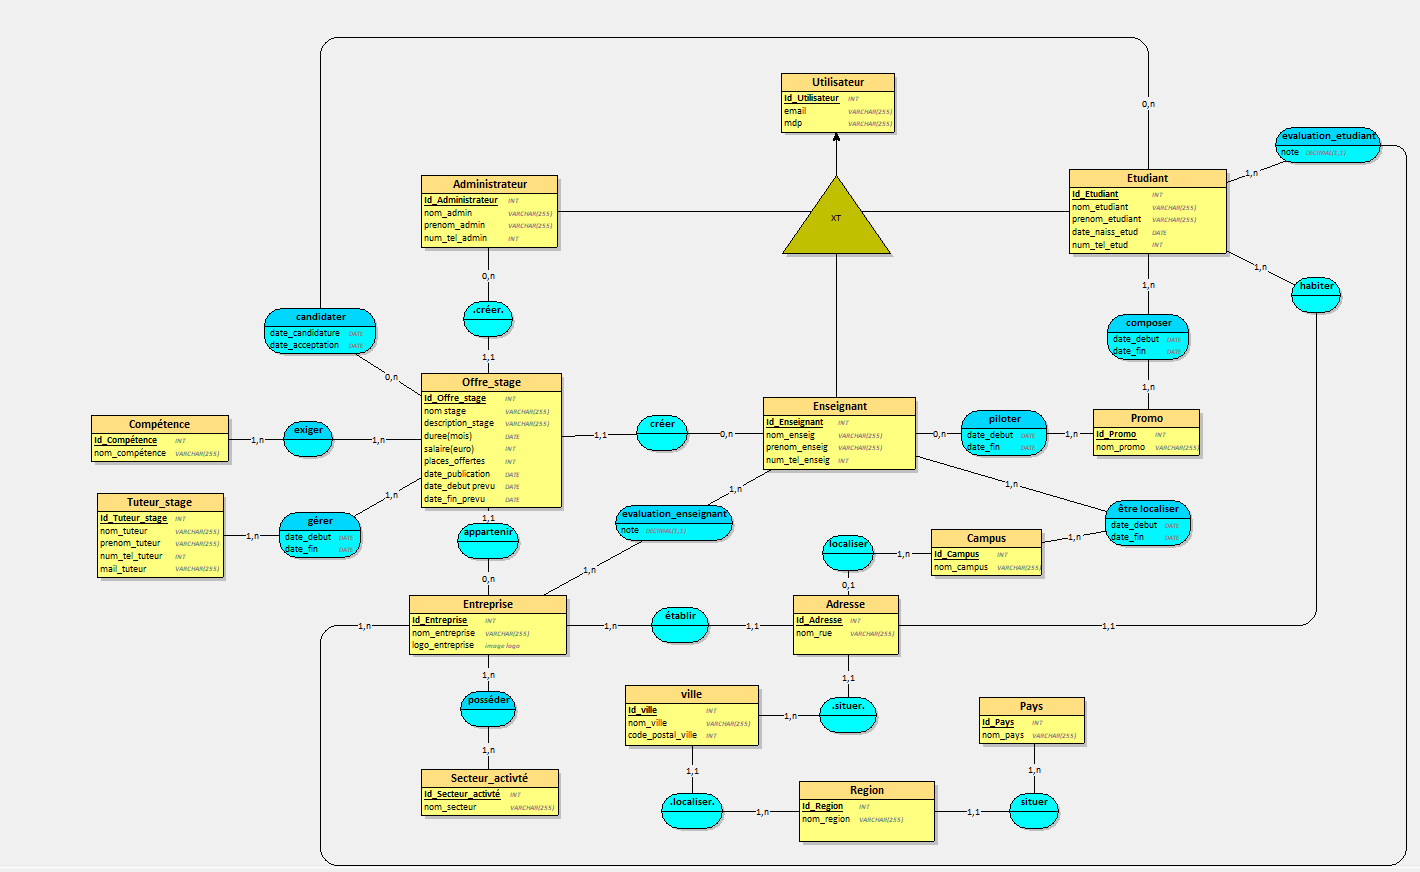 Utilisateur
Id_Utilisateur INT
email VARCHAR(255)
mdp VARCHAR(255)
0,n
evaluation_etudiant
note DECIMAL(1,1)
1,n
Administrateur
Id_Administrateur INT
nom_admin VARCHAR(255)
prenom_admin VARCHAR(255)
num_tel_admin INT
XT
Etudiant
Id_Etudiant INT
nom_etudiant VARCHAR(255)
prenom_etudiant VARCHAR(255)
date_naiss_etud DATE
num_tel_etud INT
0,n
1,n
1,n
habiter
candidater
date_candidature DATE
date_acceptation DATE
.créer.
composer
date_debut DATE
date_fin DATE
1,1
0,n
1,n
Offre_stage
Id_Offre_stage INT
nom stage VARCHAR(255)
description_stage VARCHAR(255)
duree(mois) DATE
salaire(euro) INT
places_offertes INT
date_publication DATE
date_debut prevu DATE
date_fin_prevu DATE
Compétence
Id_Compétence INT
nom_compétence VARCHAR(255)
1,n
exiger
1,n
1,1
créer
0,n
Enseignant
Id_Enseignant INT
nom_enseig VARCHAR(255)
prenom_enseig VARCHAR(255)
num_tel_enseig INT
0,n
piloter
date_debut DATE
date_fin DATE
1,n
Promo
Id_Promo INT
nom_promo VARCHAR(255)
Tuteur_stage
Id_Tuteur_stage INT
nom_tuteur VARCHAR(255)
prenom_tuteur VARCHAR(255)
num_tel_tuteur INT
mail_tuteur VARCHAR(255)
1,n
gérer
date_debut DATE
date_fin DATE
1,n
1,1
appartenir
0,n
1,n
evaluation_enseignant
note DECIMAL(1,1)
1,n
1,n
être localiser
date_debut DATE
date_fin DATE
1,n
localiser
1,n
Campus
Id_Campus INT
nom_campus VARCHAR(255)
0,1
1,n
Entreprise
Id_Entreprise INT
nom_entreprise VARCHAR(255)
logo_entreprise image logo
1,n
établir
1,1
Adresse
Id_Adresse INT
nom_rue VARCHAR(255)
1,1
1,n
posséder
1,n
1,1
ville
Id_ville INT
nom_ville VARCHAR(255)
code_postal_ville INT
1,n
.situer.
Pays
Id_Pays INT
nom_pays VARCHAR(255)
Secteur_activté
Id_Secteur_activté INT
nom_secteur VARCHAR(255)
1,1
.localiser.
1,n
Region
Id_Region INT
nom_region VARCHAR(255)
1,1
situer
1,n